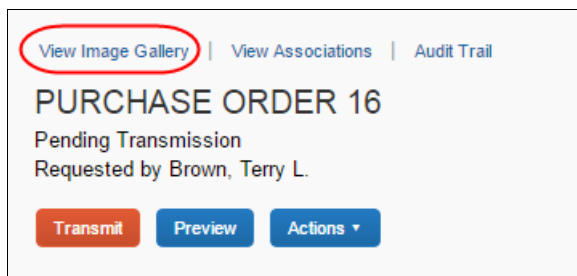 View Image Gallery | View Associations | Audit Trail
PURCHASE ORDER 16
Pending Transmission
Requested by Brown, Terry L.
Transmit Preview Actions